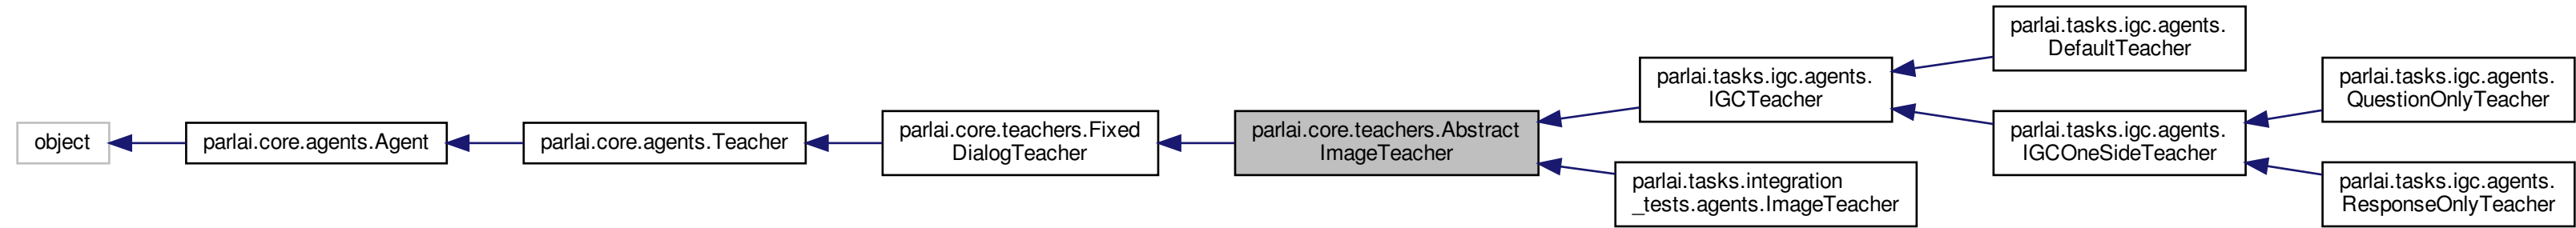 object
parlai.core.agents.Agent
parlai.core.agents.Teacher
parlai.core.teachers.Fixed
DialogTeacher
parlai.core.teachers.Abstract
ImageTeacher
parlai.tasks.igc.agents.
IGCTeacher
parlai.tasks.integration
_tests.agents.ImageTeacher
parlai.tasks.igc.agents.
DefaultTeacher
parlai.tasks.igc.agents.
IGCOneSideTeacher
parlai.tasks.igc.agents.
QuestionOnlyTeacher
parlai.tasks.igc.agents.
ResponseOnlyTeacher